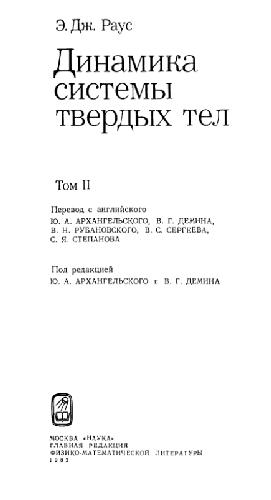 Э. Дж. Раус
Динамика
системы
твердых тел
Том II
Перевод с английского
Ю. А. АРХАНГЕЛЬСКОГО, В. Г. ДЕМИНА,
В. Н. РУБАНОВСКОГО, В. С. СЕРГЕЕВА,
С. Я. СТЕПАНОВА
Под редакцией
Ю. А. АРХАНГЕЛЬСКОГО и В. Г. ДЕМИНА
МОСКВА «НАУКА»
ГЛАВНАЯ РЕДАКЦИЯ
ФИЗИКО-МАТЕМАТИЧЕСКОЙ ЛИТЕРАТУРЫ